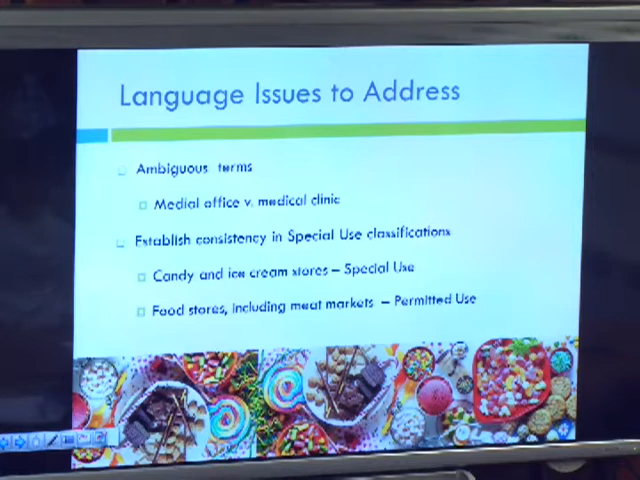 Language Issues to Address
Ambiguous terms
Medial office v. medical clinic
Establish consistency in Special Use classifications
Candy and ice cream stores – Special Use
Food stores, including meat markets – Permitted Use